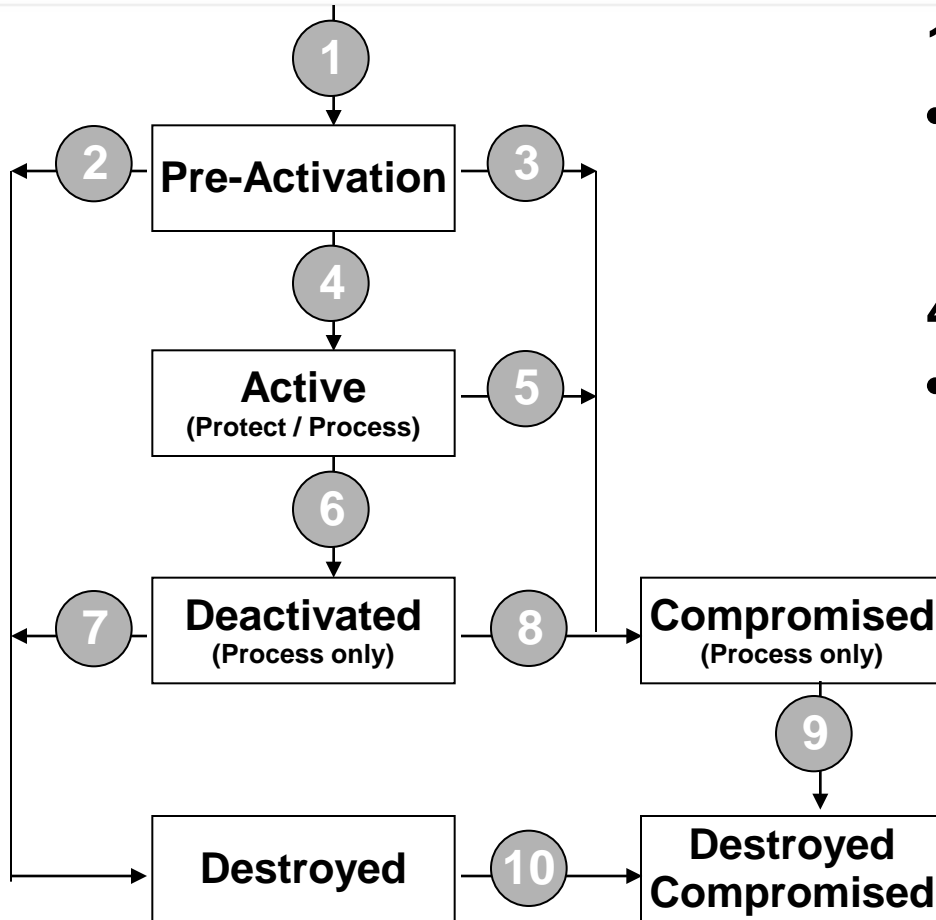 1
2
Pre-Activation
3
4
Active
(Protect / Process)
5
6
7
Deactivated
(Process only)
8
Compromised
(Process only)
9
Destroyed
10
Destroyed
Compromised
•
•